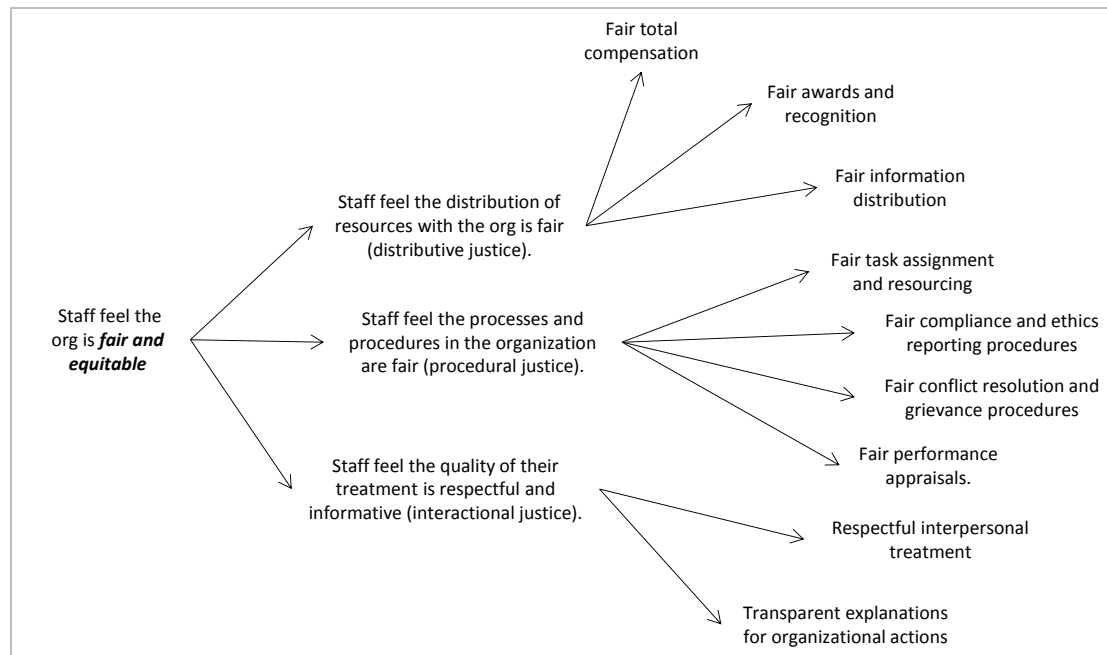 Fair total
compensation
Fair awards and
recognition
Fair information
distribution
Staff feel the distribution of
resources with the org is fair
(distributive justice).
Fair task assignment
and resourcing
Staff feel the
org is fair and
equitable
Staff feel the processes and
procedures in the organization
are fair (procedural justice).
Fair compliance and ethics
reporting procedures
Fair conflict resolution and
grievance procedures
Fair performance
appraisals.
Staff feel the quality of their
treatment is respectful and
informative (interactional justice).
Respectful interpersonal
treatment
Transparent explanations
for organizational actions